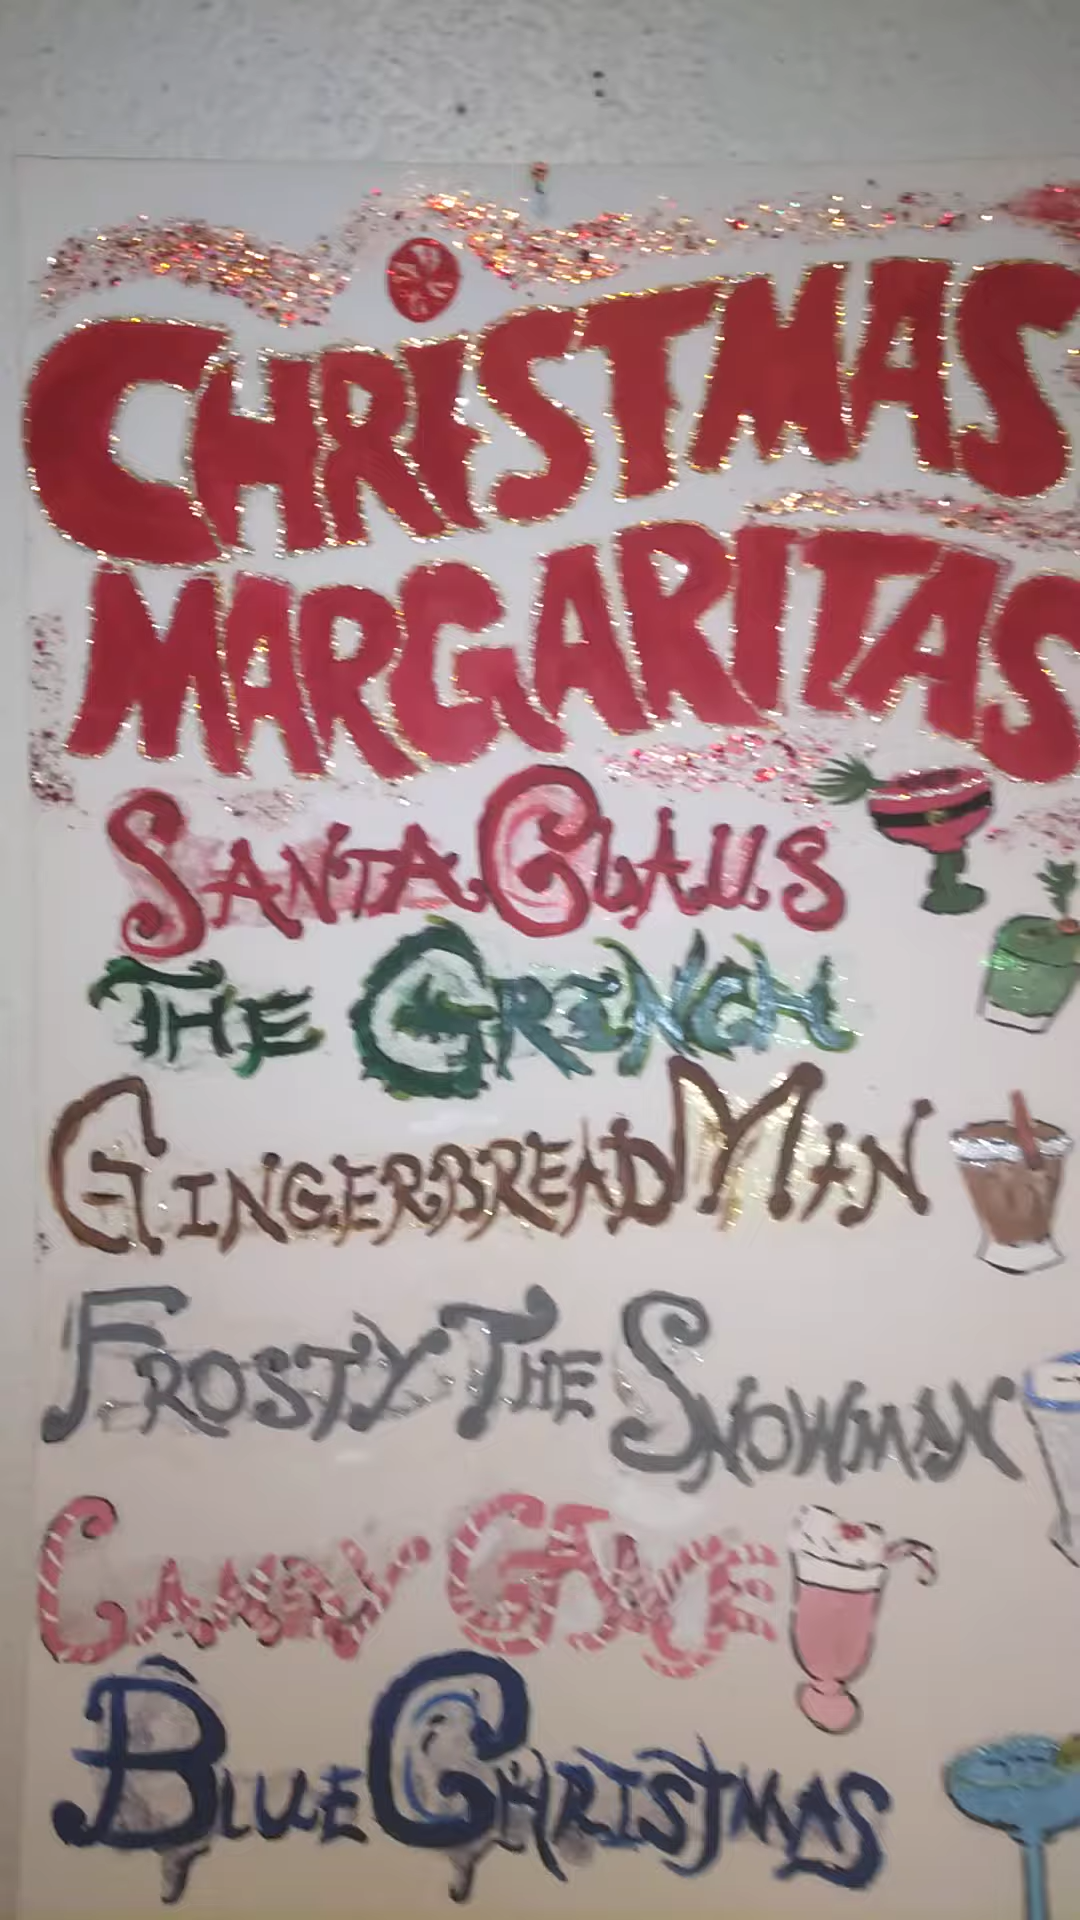 CHRISTMAS
MARGARITAS
SANTA CLAUS
THE GRINCH
GINGERBREAD MAN
FROSTY THE SNOWMAN
CANDY CANE
BLUE CHRISTMAS